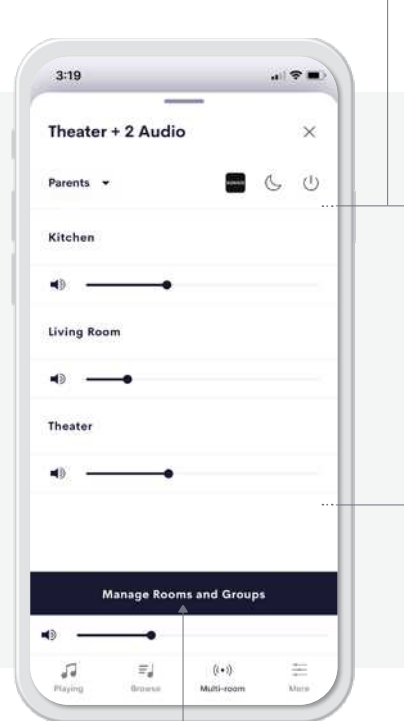 3:19
Theater + 2 Audio
Parents
Kitchen
Living Room
Theater
Manage Rooms and Groups
Playing Browse Multi-room More